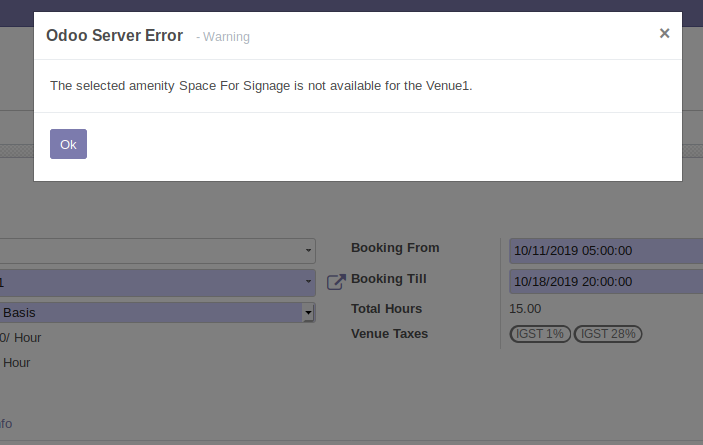 Odoo Server Error - Warning
×
The selected amenity Space For Signage is not available for the Venue1.
Ok
Booking From 10/11/2019 05:00:00
1 Booking Till 10/18/2019 20:00:00
Basis Total Hours 15.00
0/ Hour Venue Taxes IGST 1% IGST 28%
Hour
nfo